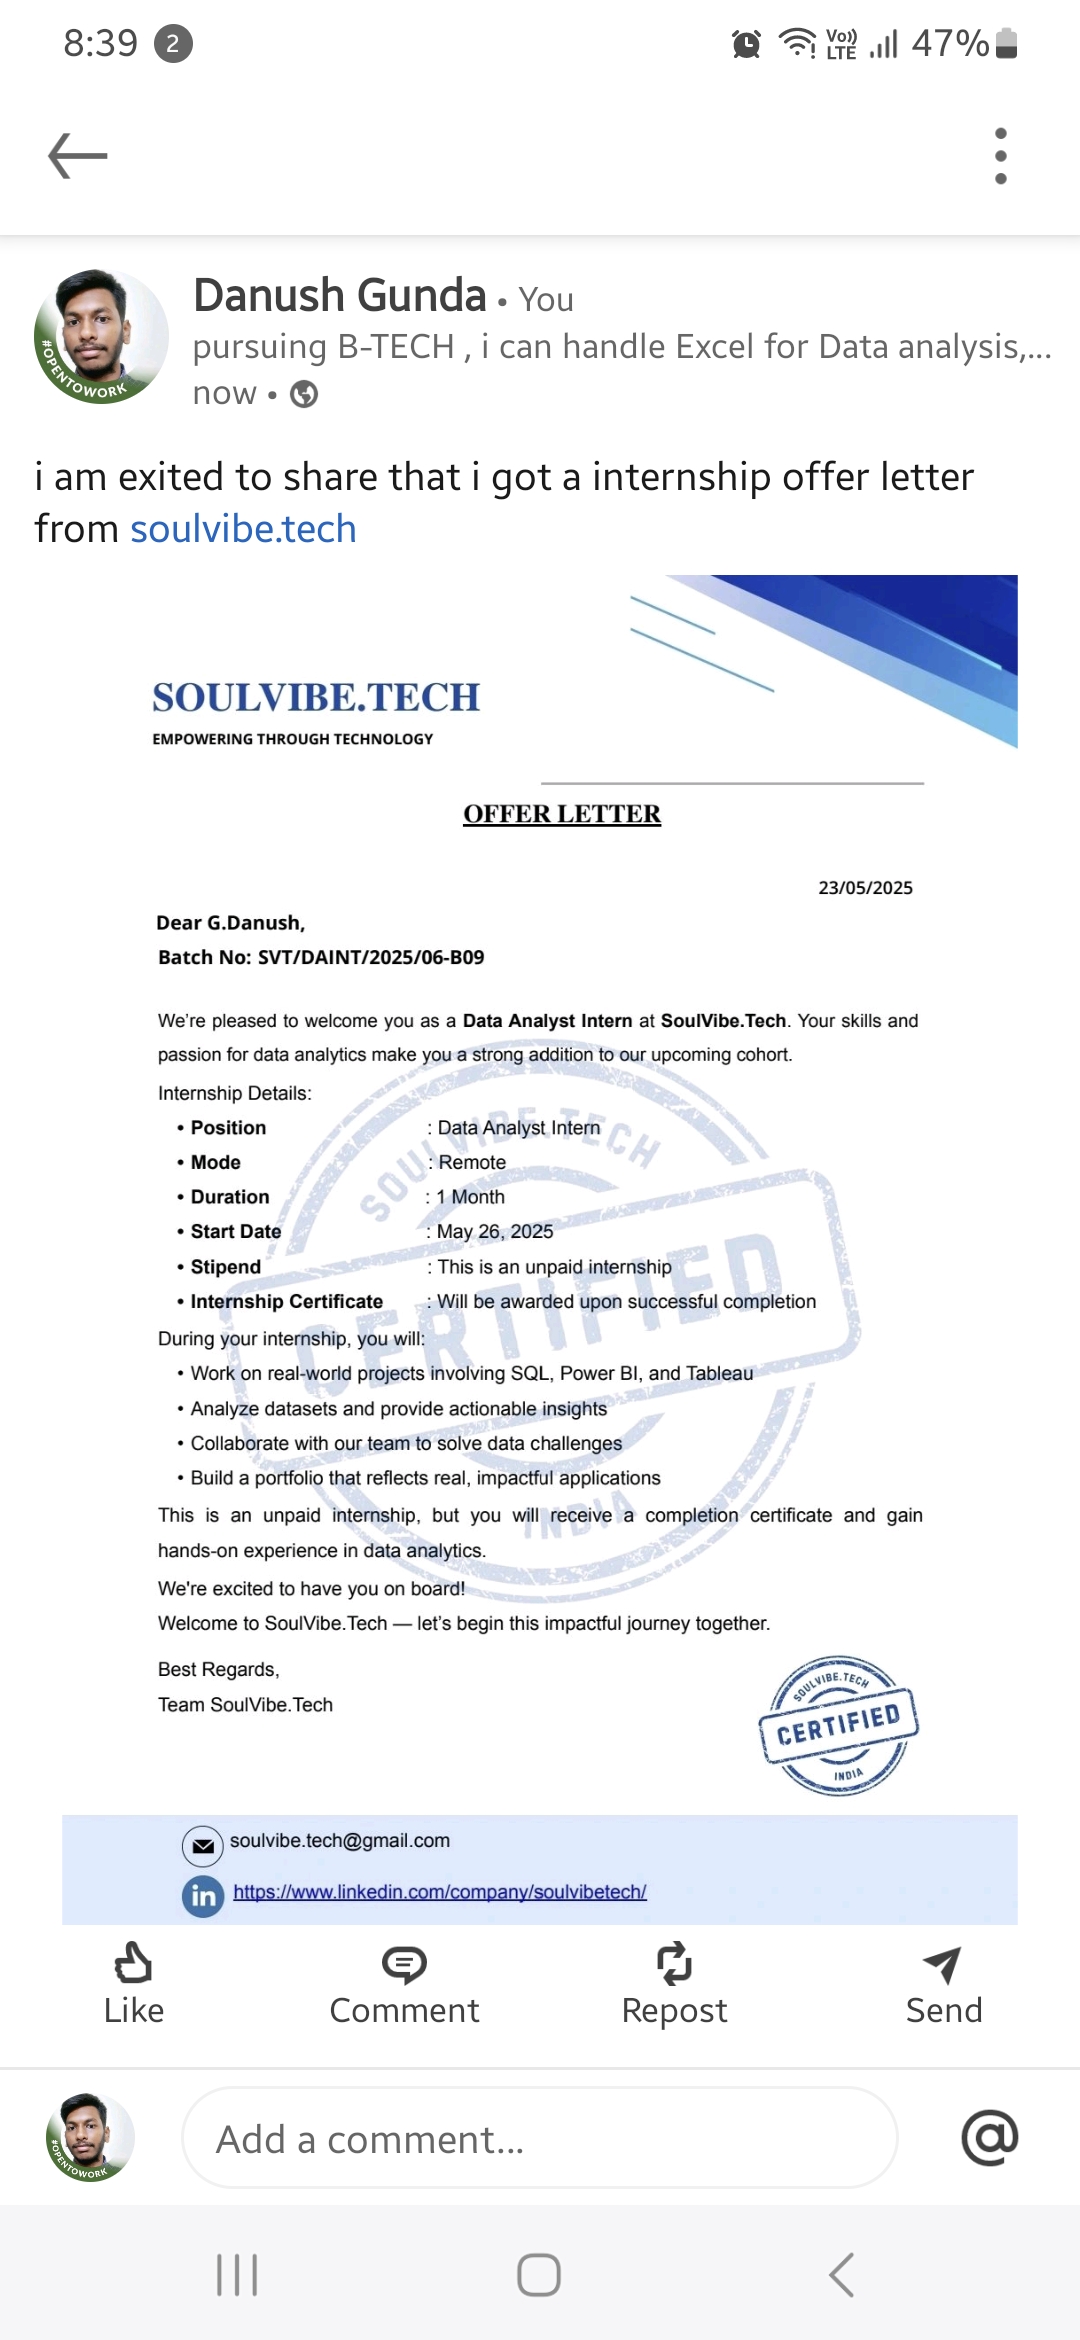 8:39 2 Vo)) LTE 47%
Danush Gunda • You
pursuing B-TECH , i can handle Excel for Data analysis,...
now •
#OPENTOWORK
i am exited to share that i got a internship offer letter
from soulvibe.tech
SOULVIBE.TECH
EMPOWERING THROUGH TECHNOLOGY
OFFER LETTER
23/05/2025
Dear G.Danush,
Batch No: SVT/DAINT/2025/06-B09
We're pleased to welcome you as a Data Analyst Intern at SoulVibe.Tech. Your skills and
passion for data analytics make you a strong addition to our upcoming cohort.
Internship Details:
• Position : Data Analyst Intern
• Mode : Remote
• Duration : 1 Month
• Start Date : May 26, 2025
• Stipend : This is an unpaid internship
• Internship Certificate : Will be awarded upon successful completion
During your internship, you will:
• Work on real-world projects involving SQL, Power BI, and Tableau
• Analyze datasets and provide actionable insights
• Collaborate with our team to solve data challenges
• Build a portfolio that reflects real, impactful applications
This is an unpaid internship, but you will receive a completion certificate and gain
hands-on experience in data analytics.
We're excited to have you on board!
Welcome to SoulVibe.Tech — let's begin this impactful journey together.
Best Regards,
Team SoulVibe.Tech
SOULVIBE.TECH
CERTIFIED
INDIA
SOULVIBE.TECH
CERTIFIED
INDIA
soulvibe.tech@gmail.com
in https://www.linkedin.com/company/soulvibetech/
Like Comment Repost Send
#OPENTOWORK
Add a comment... @